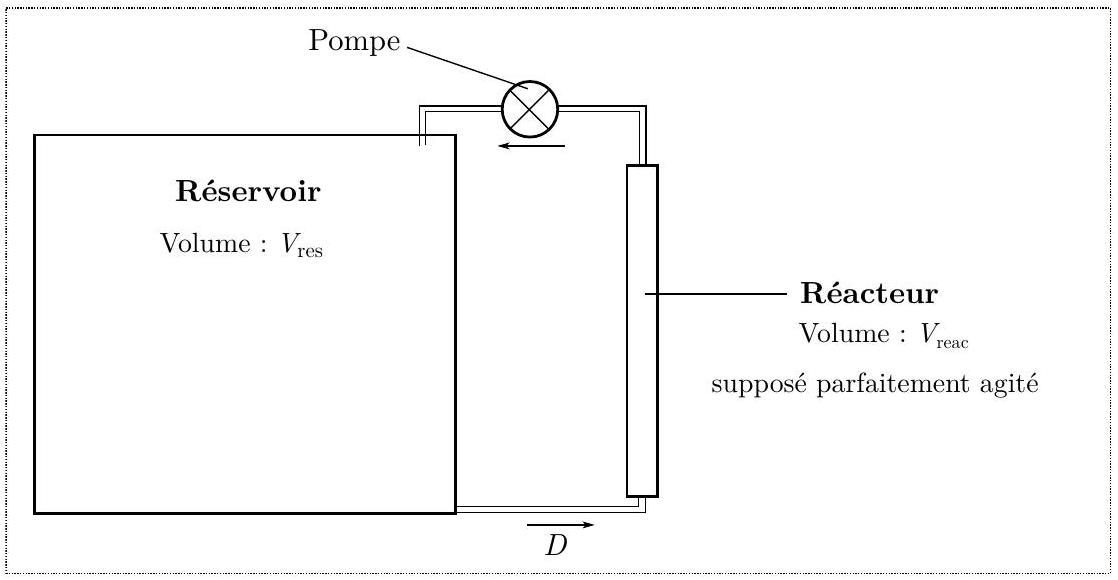 Pompe
Réservoir
Volume : V_res
Réacteur
Volume : V_reac
supposé parfaitement agité
D